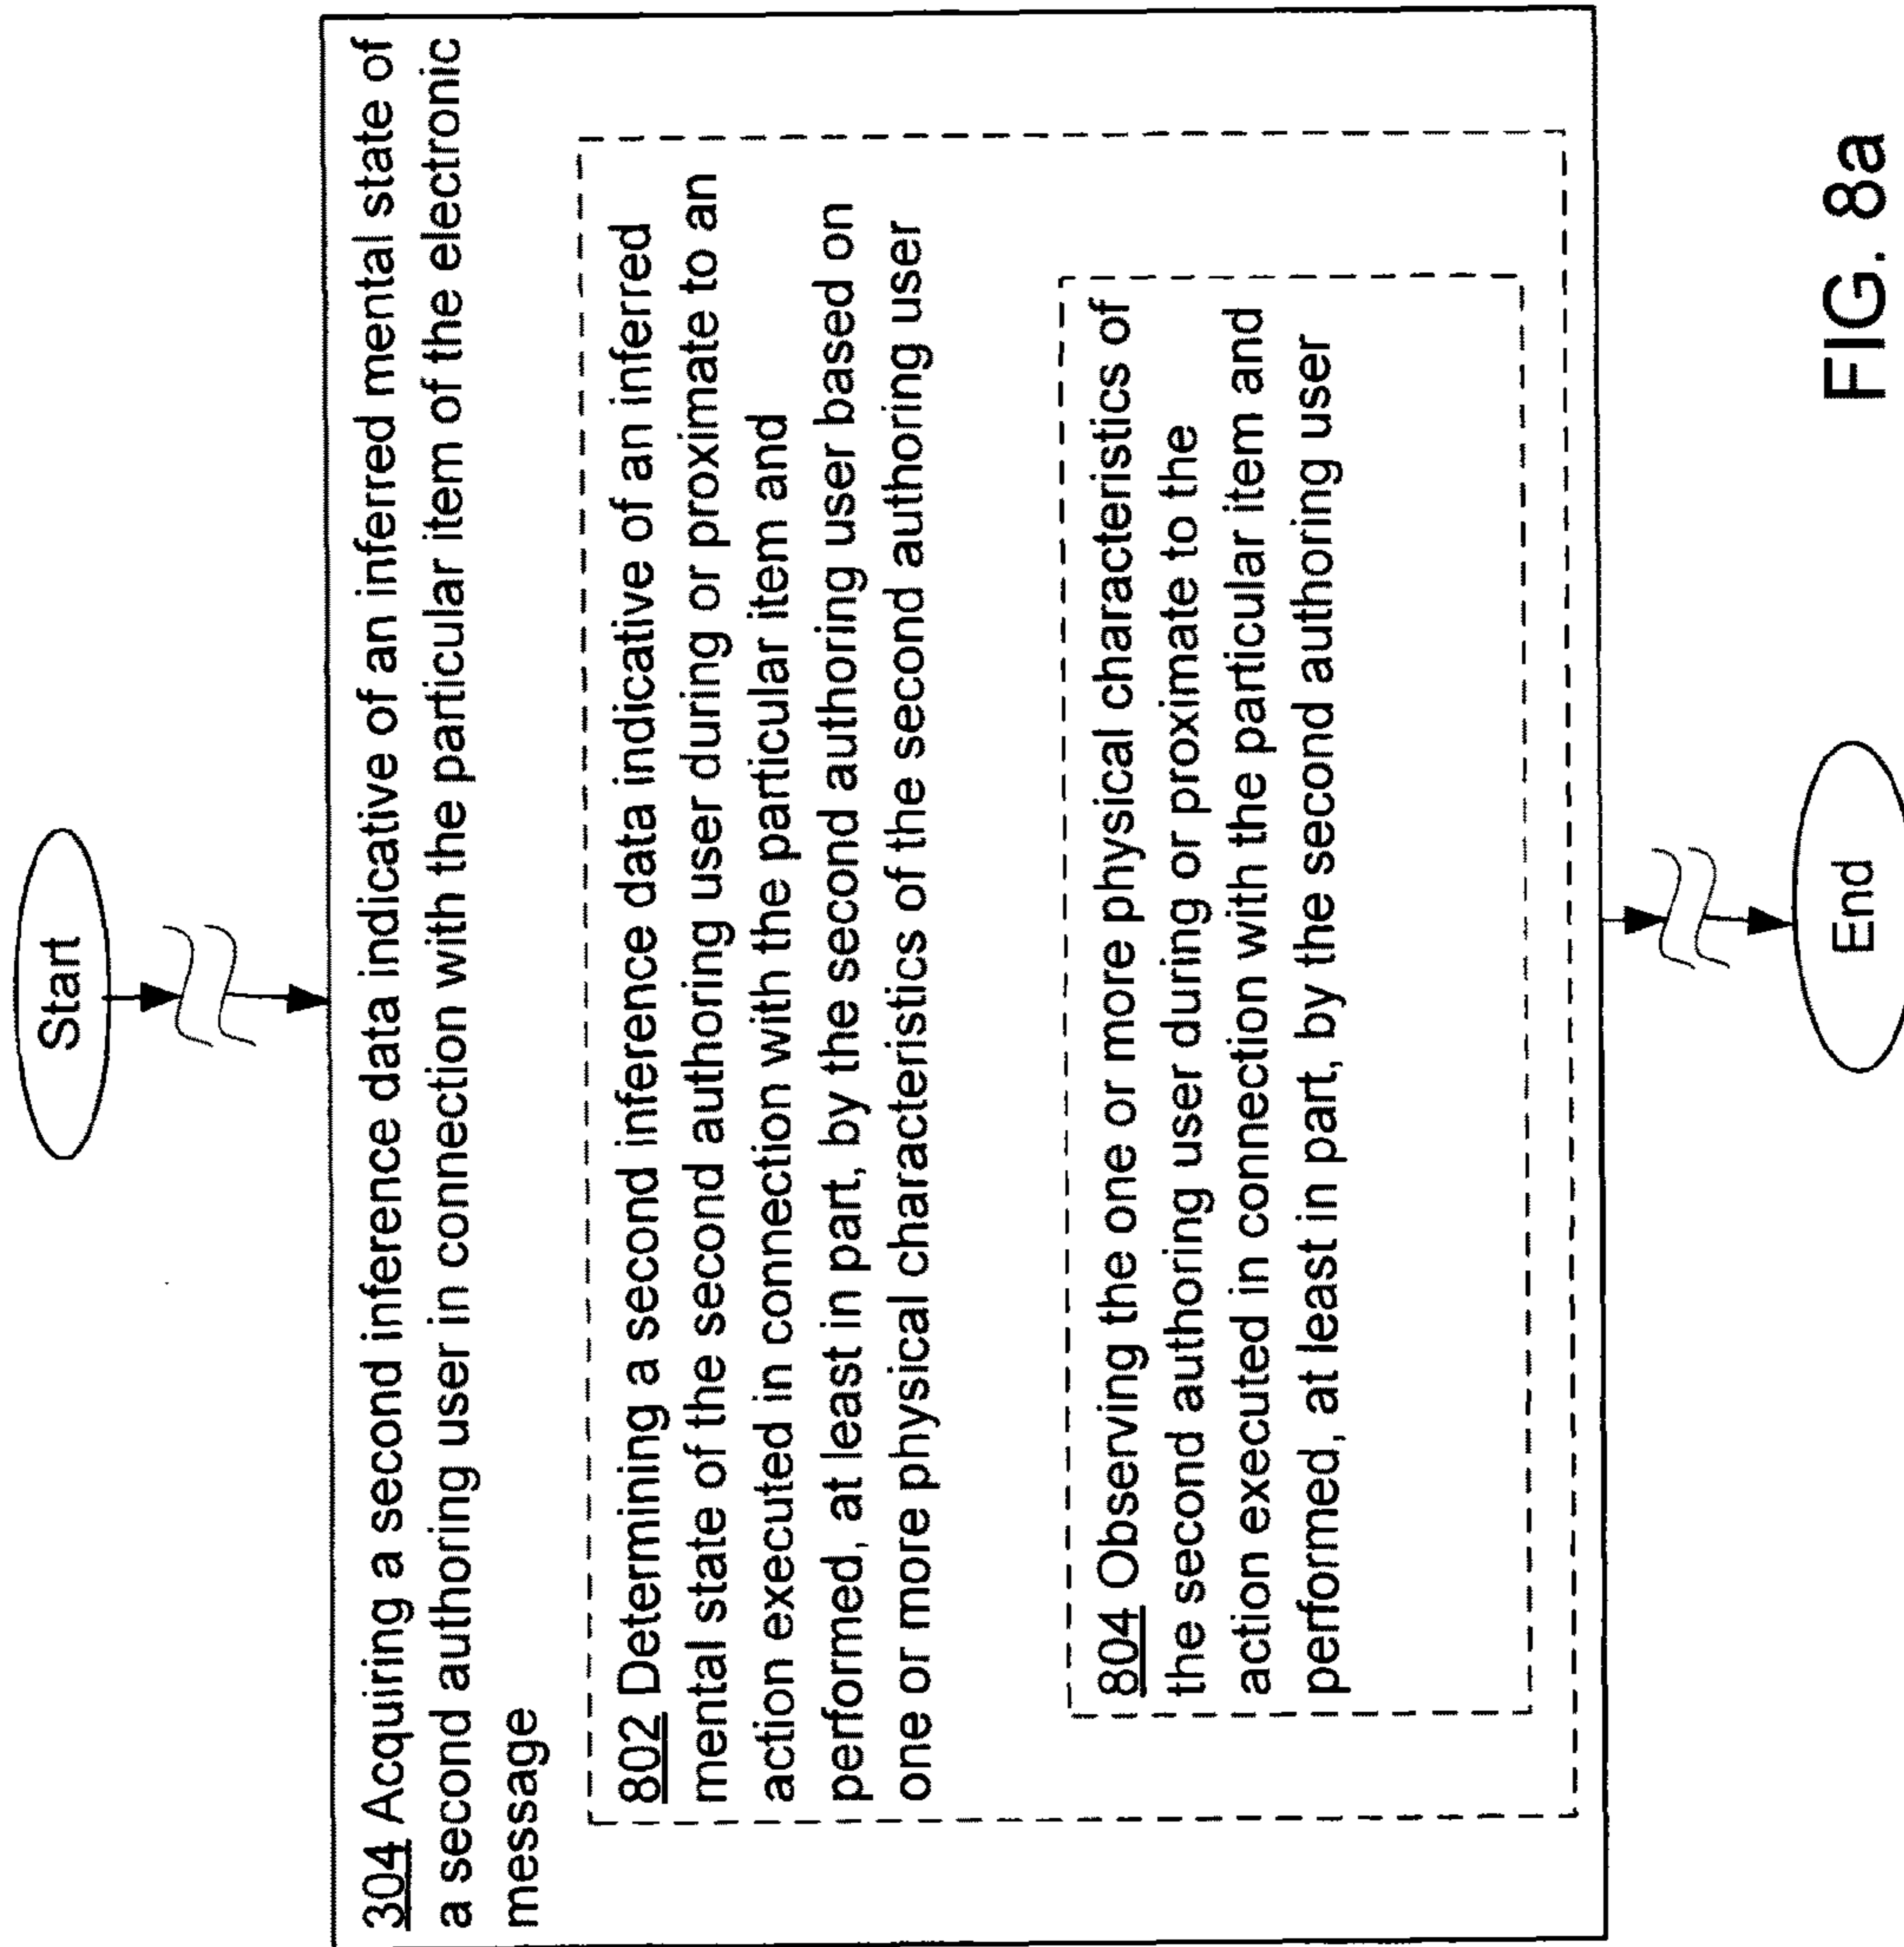 Start
304 Acquiring a second inference data indicative of an inferred mental state of
a second authoring user in connection with the particular item of the electronic
message
802 Determining a second inference data indicative of an inferred
mental state of the second authoring user during or proximate to an
action executed in connection with the particular item and
performed, at least in part, by the second authoring user based on
one or more physical characteristics of the second authoring user
804 Observing the one or more physical characteristics of
the second authoring user during or proximate to the
action executed in connection with the particular item and
performed, at least in part, by the second authoring user
End
FIG. 8a